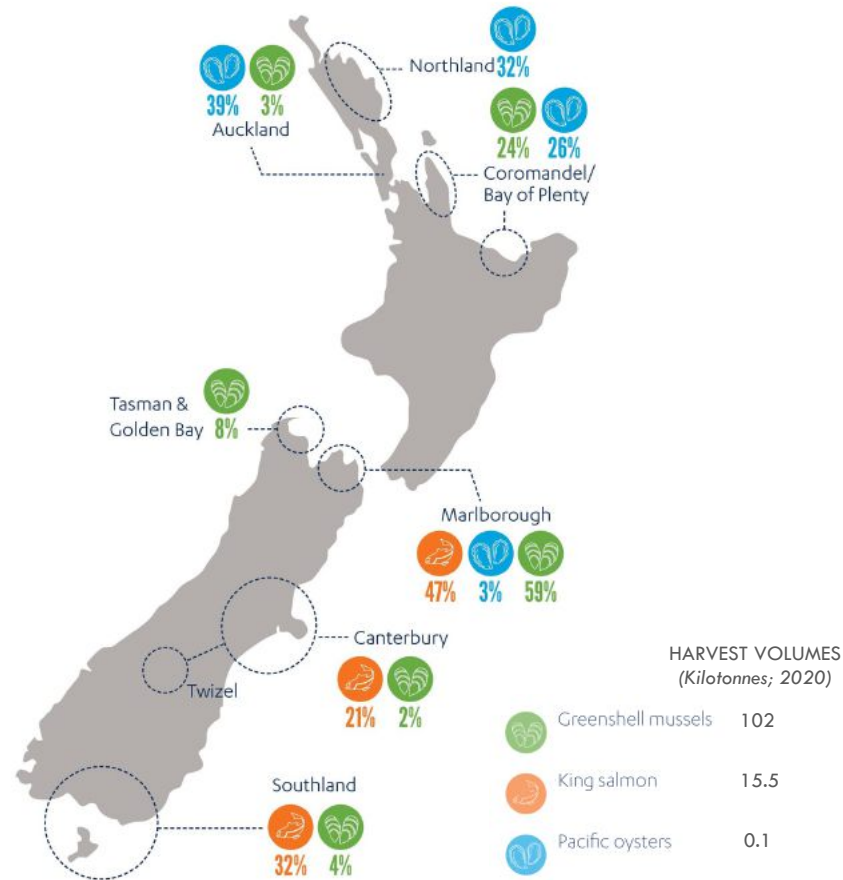 Northland
32%
39% 3%
Auckland
24% 26%
Coromandel/
Bay of Plenty
Tasman &
Golden Bay
8%
Marlborough
47% 3% 59%
Canterbury
21% 2%
Twizel
Southland
32% 4%
HARVEST VOLUMES
(Kilotonnes; 2020)
Greenshell mussels 102
King salmon 15.5
Pacific oysters 0.1